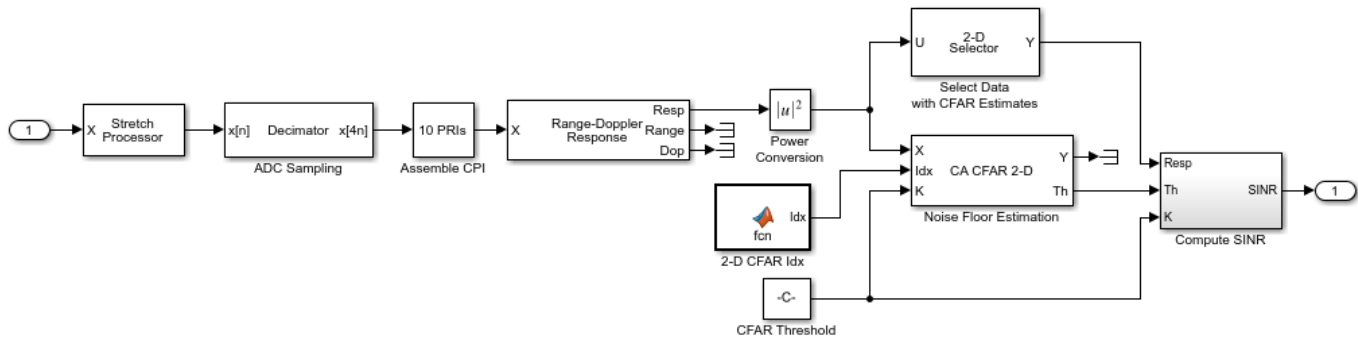 1
X
Stretch
Processor
x[n]
Decimator
x[4n]
ADC Sampling
10 PRIs
Assemble CPI
X
Range-Doppler
Response
Resp
Range
Dop
|u|²
Power
Conversion
U
2-D
Selector
Y
Select Data
with CFAR Estimates
X
Idx
K
CA CFAR 2-D
Y
Th
Noise Floor Estimation
Idx
fcn
2-D CFAR Idx
-C-
CFAR Threshold
Resp
Th
K
SINR
Compute SINR
1